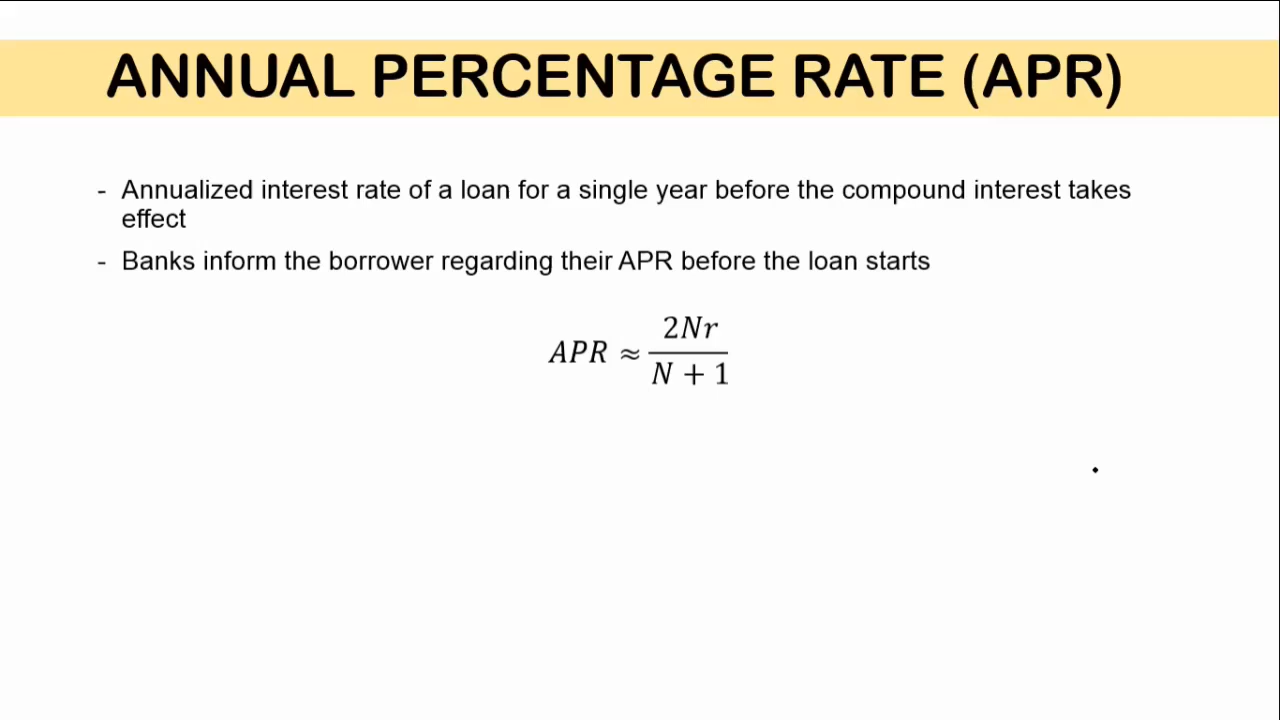 ANNUAL PERCENTAGE RATE (APR)
- Annualized interest rate of a loan for a single year before the compound interest takes
effect
- Banks inform the borrower regarding their APR before the loan starts
APR ≈ 2Nr / N + 1